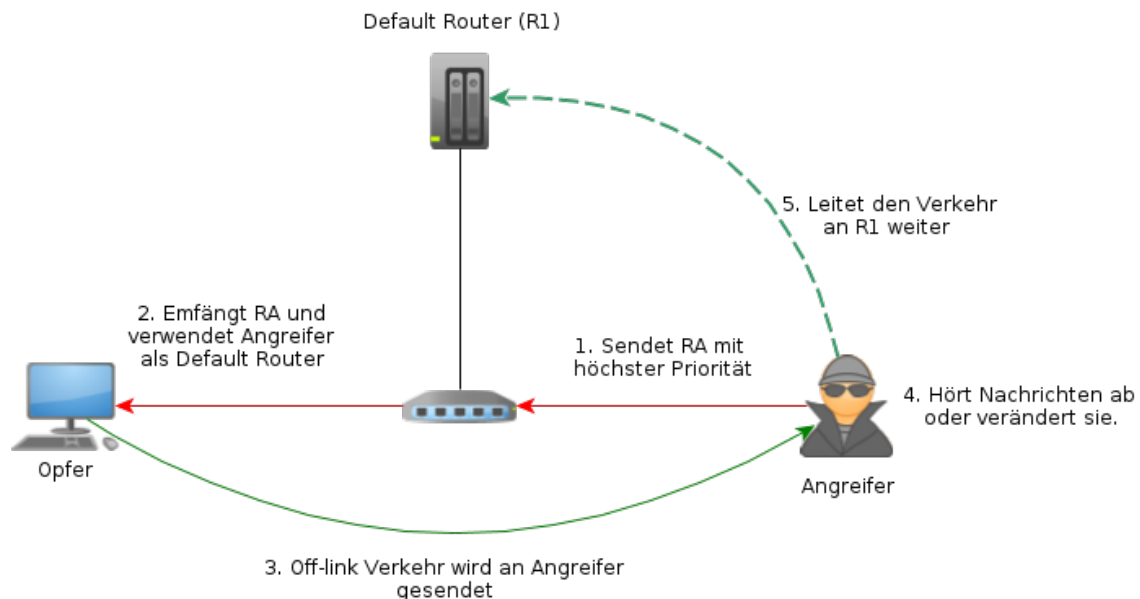 Default Router (R1)
5. Leitet den Verkehr
an R1 weiter
2. Emfängt RA und
verwendet Angreifer
als Default Router
1. Sendet RA mit
höchster Priorität
4. Hört Nachrichten ab
oder verändert sie.
Opfer
Angreifer
3. Off-link Verkehr wird an Angreifer
gesendet